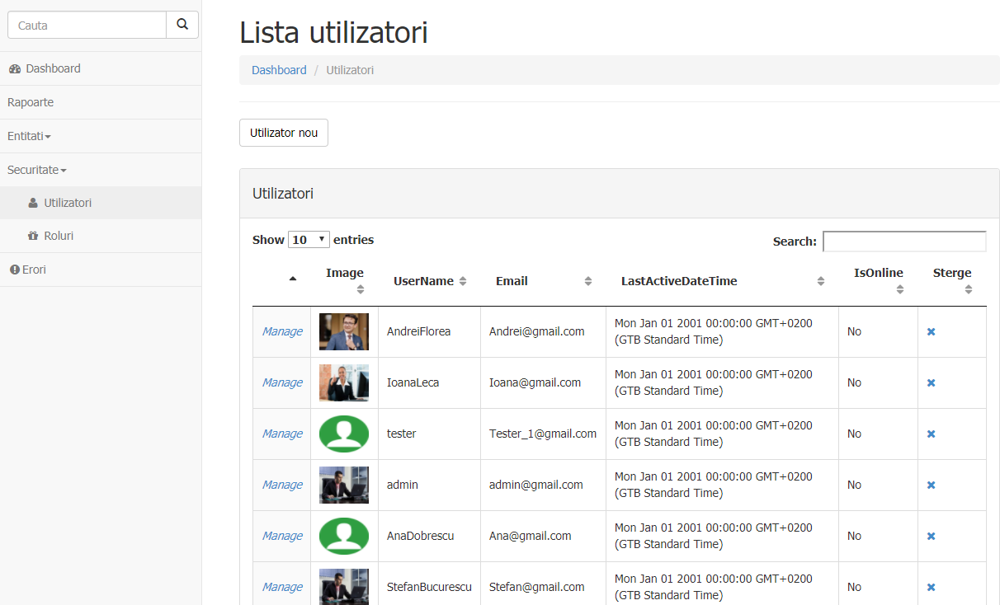 Cauta
Dashboard
Rapoarte
Entitati
Securitate
Utilizatori
Roluri
Erori
Lista utilizatori
Dashboard / Utilizatori
Utilizator nou
Utilizatori
Show 10 entries
Search:
Image UserName Email LastActiveDateTime IsOnline Sterge
Manage AndreiFlorea Andrei@gmail.com Mon Jan 01 2001 00:00:00 GMT+0200 No
(GTB Standard Time)
Manage IoanaLeca Ioana@gmail.com Mon Jan 01 2001 00:00:00 GMT+0200 No
(GTB Standard Time)
Manage tester Tester_1@gmail.com Mon Jan 01 2001 00:00:00 GMT+0200 No
(GTB Standard Time)
Manage admin admin@gmail.com Mon Jan 01 2001 00:00:00 GMT+0200 No
(GTB Standard Time)
Manage AnaDobrescu Ana@gmail.com Mon Jan 01 2001 00:00:00 GMT+0200 No
(GTB Standard Time)
Manage StefanBucurescu Stefan@gmail.com Mon Jan 01 2001 00:00:00 GMT+0200 No
(GTB Standard Time)